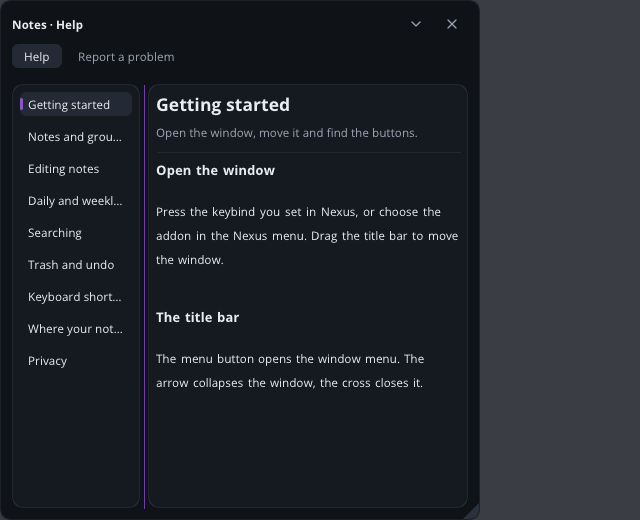 Notes · Help
Help
Report a problem
Getting started
Notes and grou...
Editing notes
Daily and weekl...
Searching
Trash and undo
Keyboard short...
Where your not...
Privacy
Getting started
Open the window, move it and find the buttons.
Open the window
Press the keybind you set in Nexus, or choose the
addon in the Nexus menu. Drag the title bar to move
the window.
The title bar
The menu button opens the window menu. The
arrow collapses the window, the cross closes it.